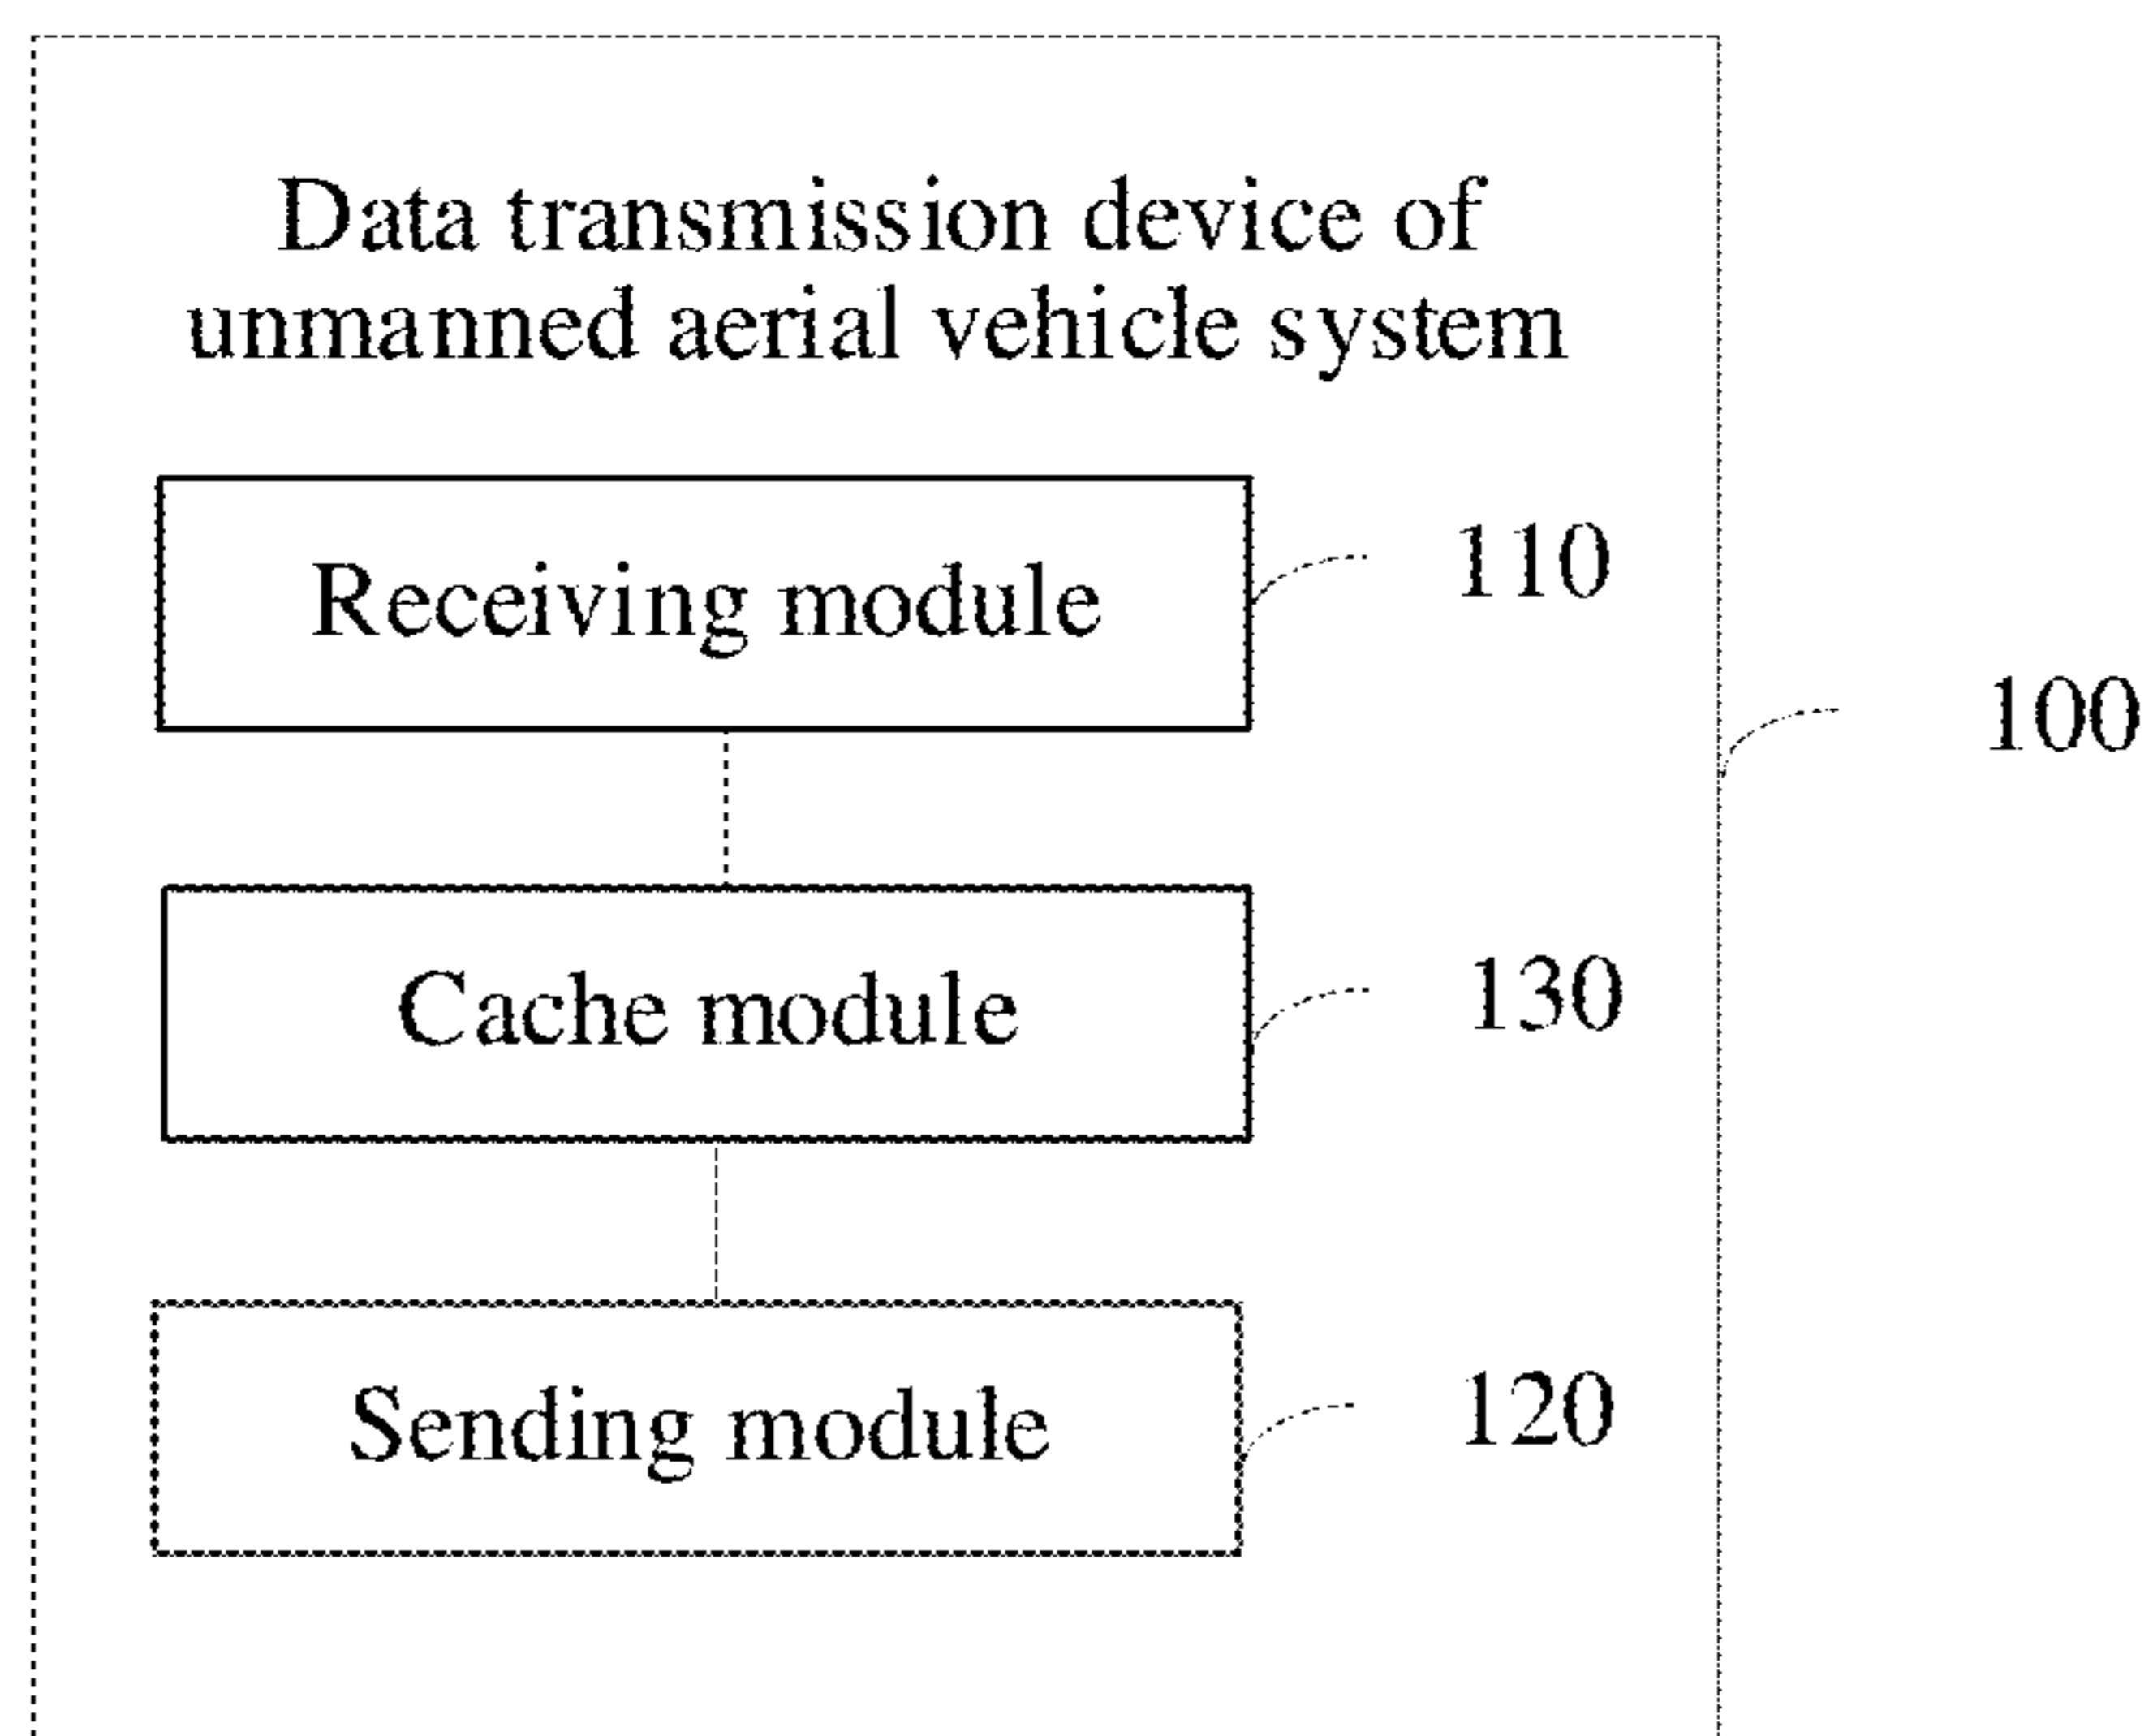 Data transmission device of
unmanned aerial vehicle system
Receiving module
110
100
Cache module
130
Sending module
120